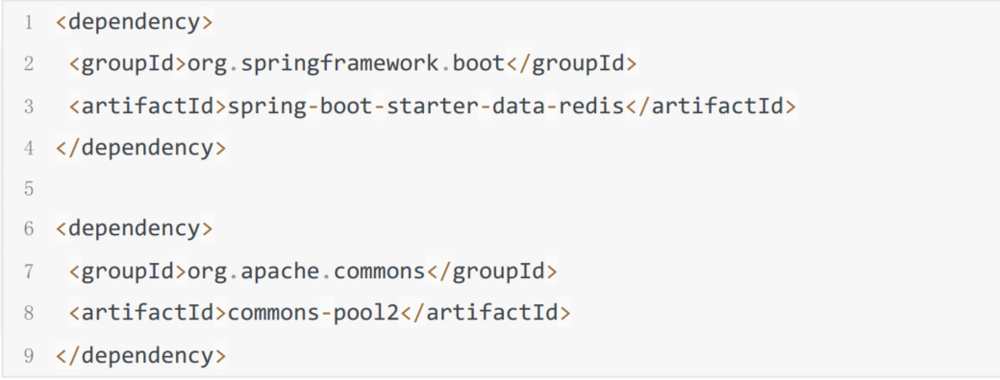 1 <dependency>
2  <groupId>org.springframework.boot</groupId>
3  <artifactId>spring-boot-starter-data-redis</artifactId>
4 </dependency>
5
6 <dependency>
7  <groupId>org.apache.commons</groupId>
8  <artifactId>commons-pool2</artifactId>
9 </dependency>